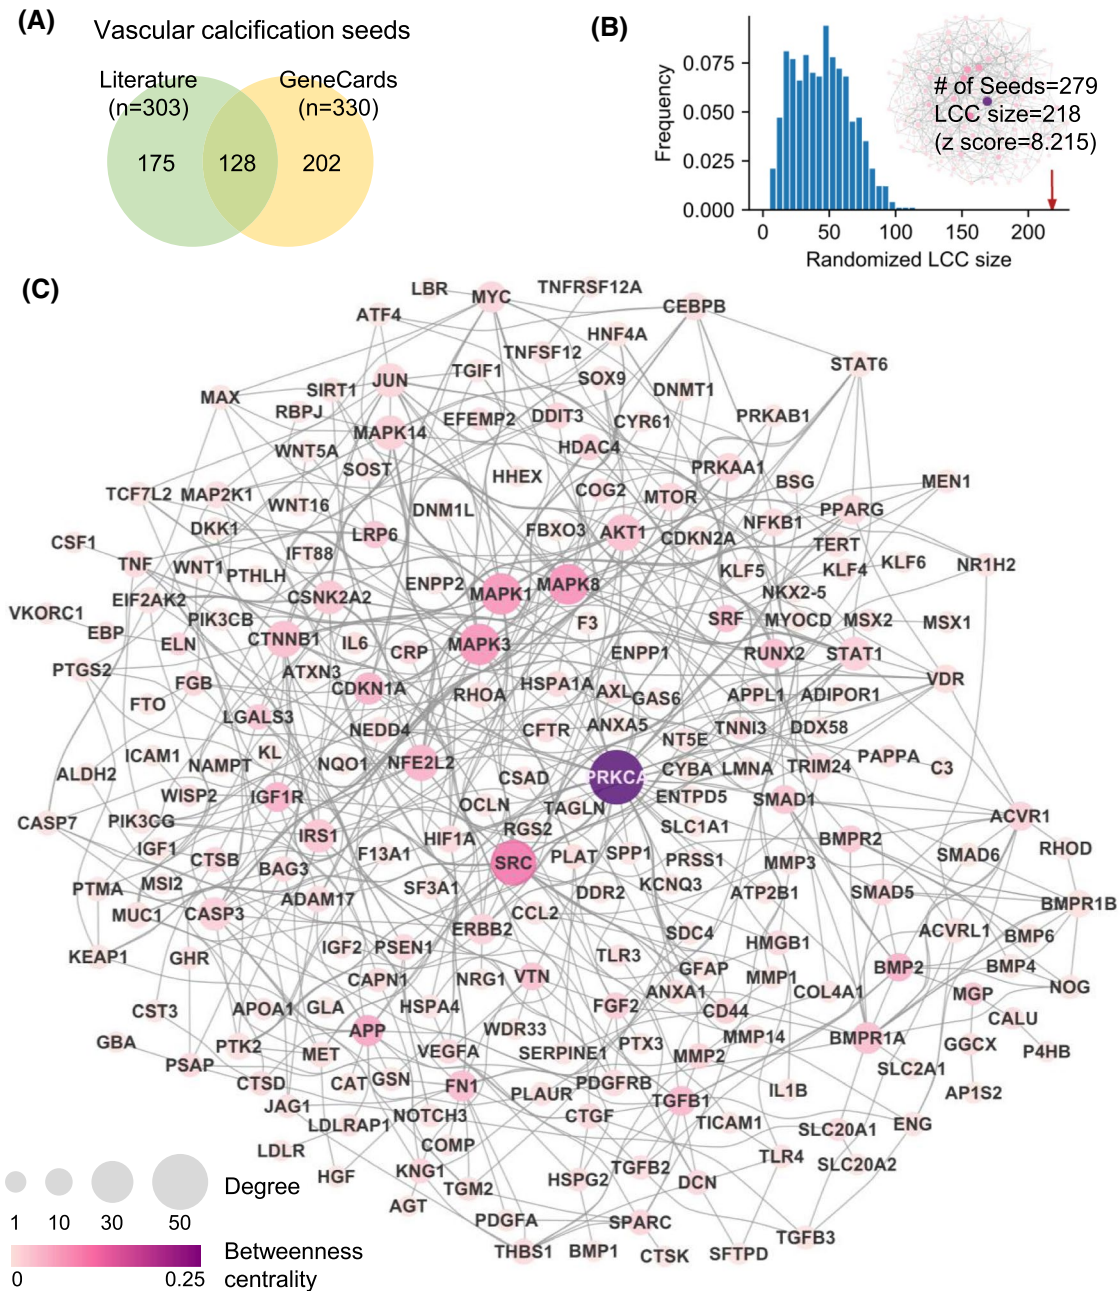 (A)
Vascular calcification seeds
Literature
(n=303)
GeneCards
(n=330)
175
128
202
(B)
Frequency
0.075
0.050
0.025
0.000
0
50
100
150
200
Randomized LCC size
# of Seeds=279
LCC size=218
(z score=8.215)
(C)
LBR
MYC
TNFRSF12A
CEBPB
ATF4
HNF4A
TNFSF12
STAT6
JUN
TGIF1
SOX9
DNMT1
MAX
SIRT1
RBPJ
EFEMP2
DDIT3
CYR61
PRKAB1
MAPK14
HDAC4
WNT5A
SOST
HHEX
PRKAA1
BSG
MEN1
TCF7L2
MAP2K1
WNT16
DNM1L
COG2
MTOR
PPARG
DKK1
LRP6
FBXO3
AKT1
CDKN2A
NFKB1
TERT
CSF1
TNF
WNT1
PTHLH
IFT88
KLF5
KLF4
KLF6
NR1H2
EIF2AK2
CSNK2A2
ENPP2
MAPK1
MAPK8
NKX2-5
VKORC1
EBP
PIK3CB
F3
SRF
MYOCD
MSX2
MSX1
ELN
CTNNB1
IL6
CRP
MAPK3
ENPP1
RUNX2
STAT1
PTGS2
FGB
ATXN3
CDKN1A
RHOA
HSPA1A
AXL
GAS6
APPL1
ADIPOR1
VDR
FTO
LGALS3
NEDD4
CFTR
ANXA5
NT5E
TNNI3
DDX58
ICAM1
NAMPT
KL
NQO1
NFE2L2
CSAD
PRKCA
CYBA
LMNA
TRIM24
PAPPA
C3
ALDH2
WISP2
IGF1R
OCLN
TAGLN
ENTPD5
SMAD1
CASP7
PIK3CG
IRS1
HIF1A
RGS2
SLC1A1
BMPR2
ACVR1
IGF1
CTSB
BAG3
F13A1
SRC
PLAT
SPP1
PRSS1
MMP3
SMAD6
RHOD
PTMA
MSI2
ADAM17
SF3A1
DDR2
KCNQ3
ATP2B1
SMAD5
BMPR1B
MUC1
CASP3
ERBB2
CCL2
SDC4
HMGB1
ACVRL1
BMP6
KEAP1
GHR
IGF2
PSEN1
TLR3
GFAP
BMP2
BMP4
CAPN1
NRG1
VTN
MMP1
COL4A1
NOG
CST3
APOA1
GLA
HSPA4
FGF2
ANXA1
CD44
MGP
CALU
GBA
PTK2
APP
WDR33
PTX3
MMP14
BMPR1A
GGCX
P4HB
PSAP
MET
VEGFA
SERPINE1
MMP2
SLC2A1
CTSD
CAT
GSN
FN1
PLAUR
PDGFRB
TGFB1
IL1B
AP1S2
JAG1
LDLRAP1
NOTCH3
CTGF
TICAM1
SLC20A1
ENG
LDLR
COMP
TLR4
SLC20A2
HGF
KNG1
TGM2
HSPG2
TGFB2
DCN
AGT
PDGFA
SPARC
TGFB3
THBS1
BMP1
CTSK
SFTPD
Degree
1
10
30
50
Betweenness
centrality
0
0.25